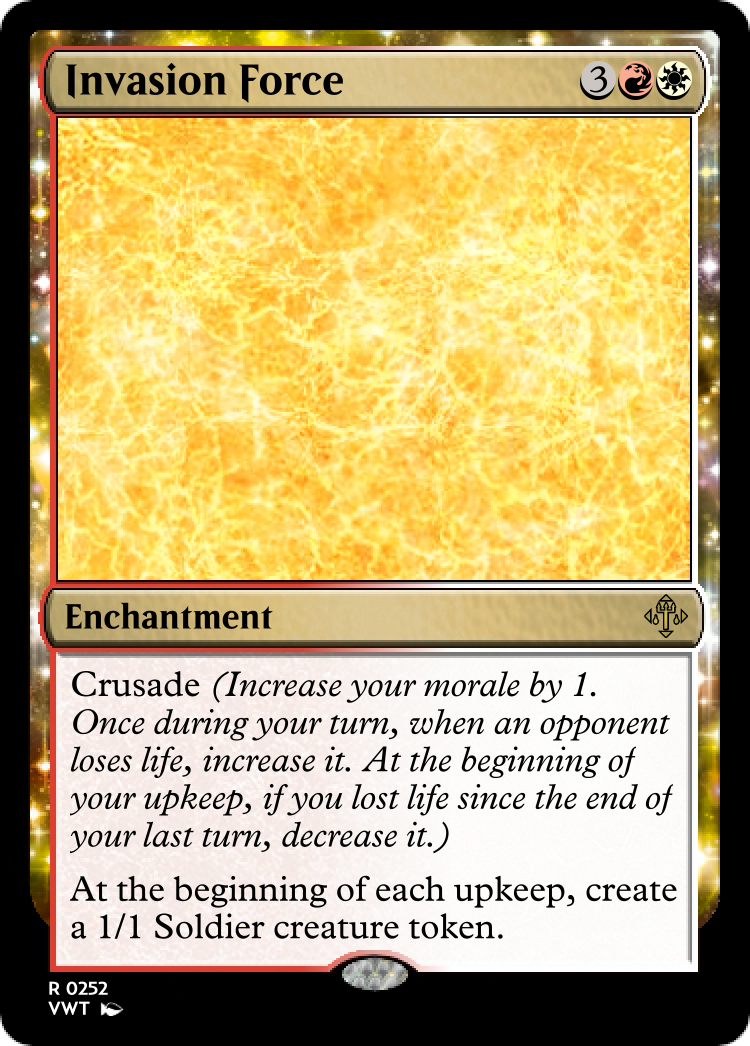 Invasion Force 3
Enchantment
Crusade (Increase your morale by 1.
Once during your turn, when an opponent
loses life, increase it. At the beginning of
your upkeep, if you lost life since the end of
your last turn, decrease it.)
At the beginning of each upkeep, create
a 1/1 Soldier creature token.
R 0252
VWT